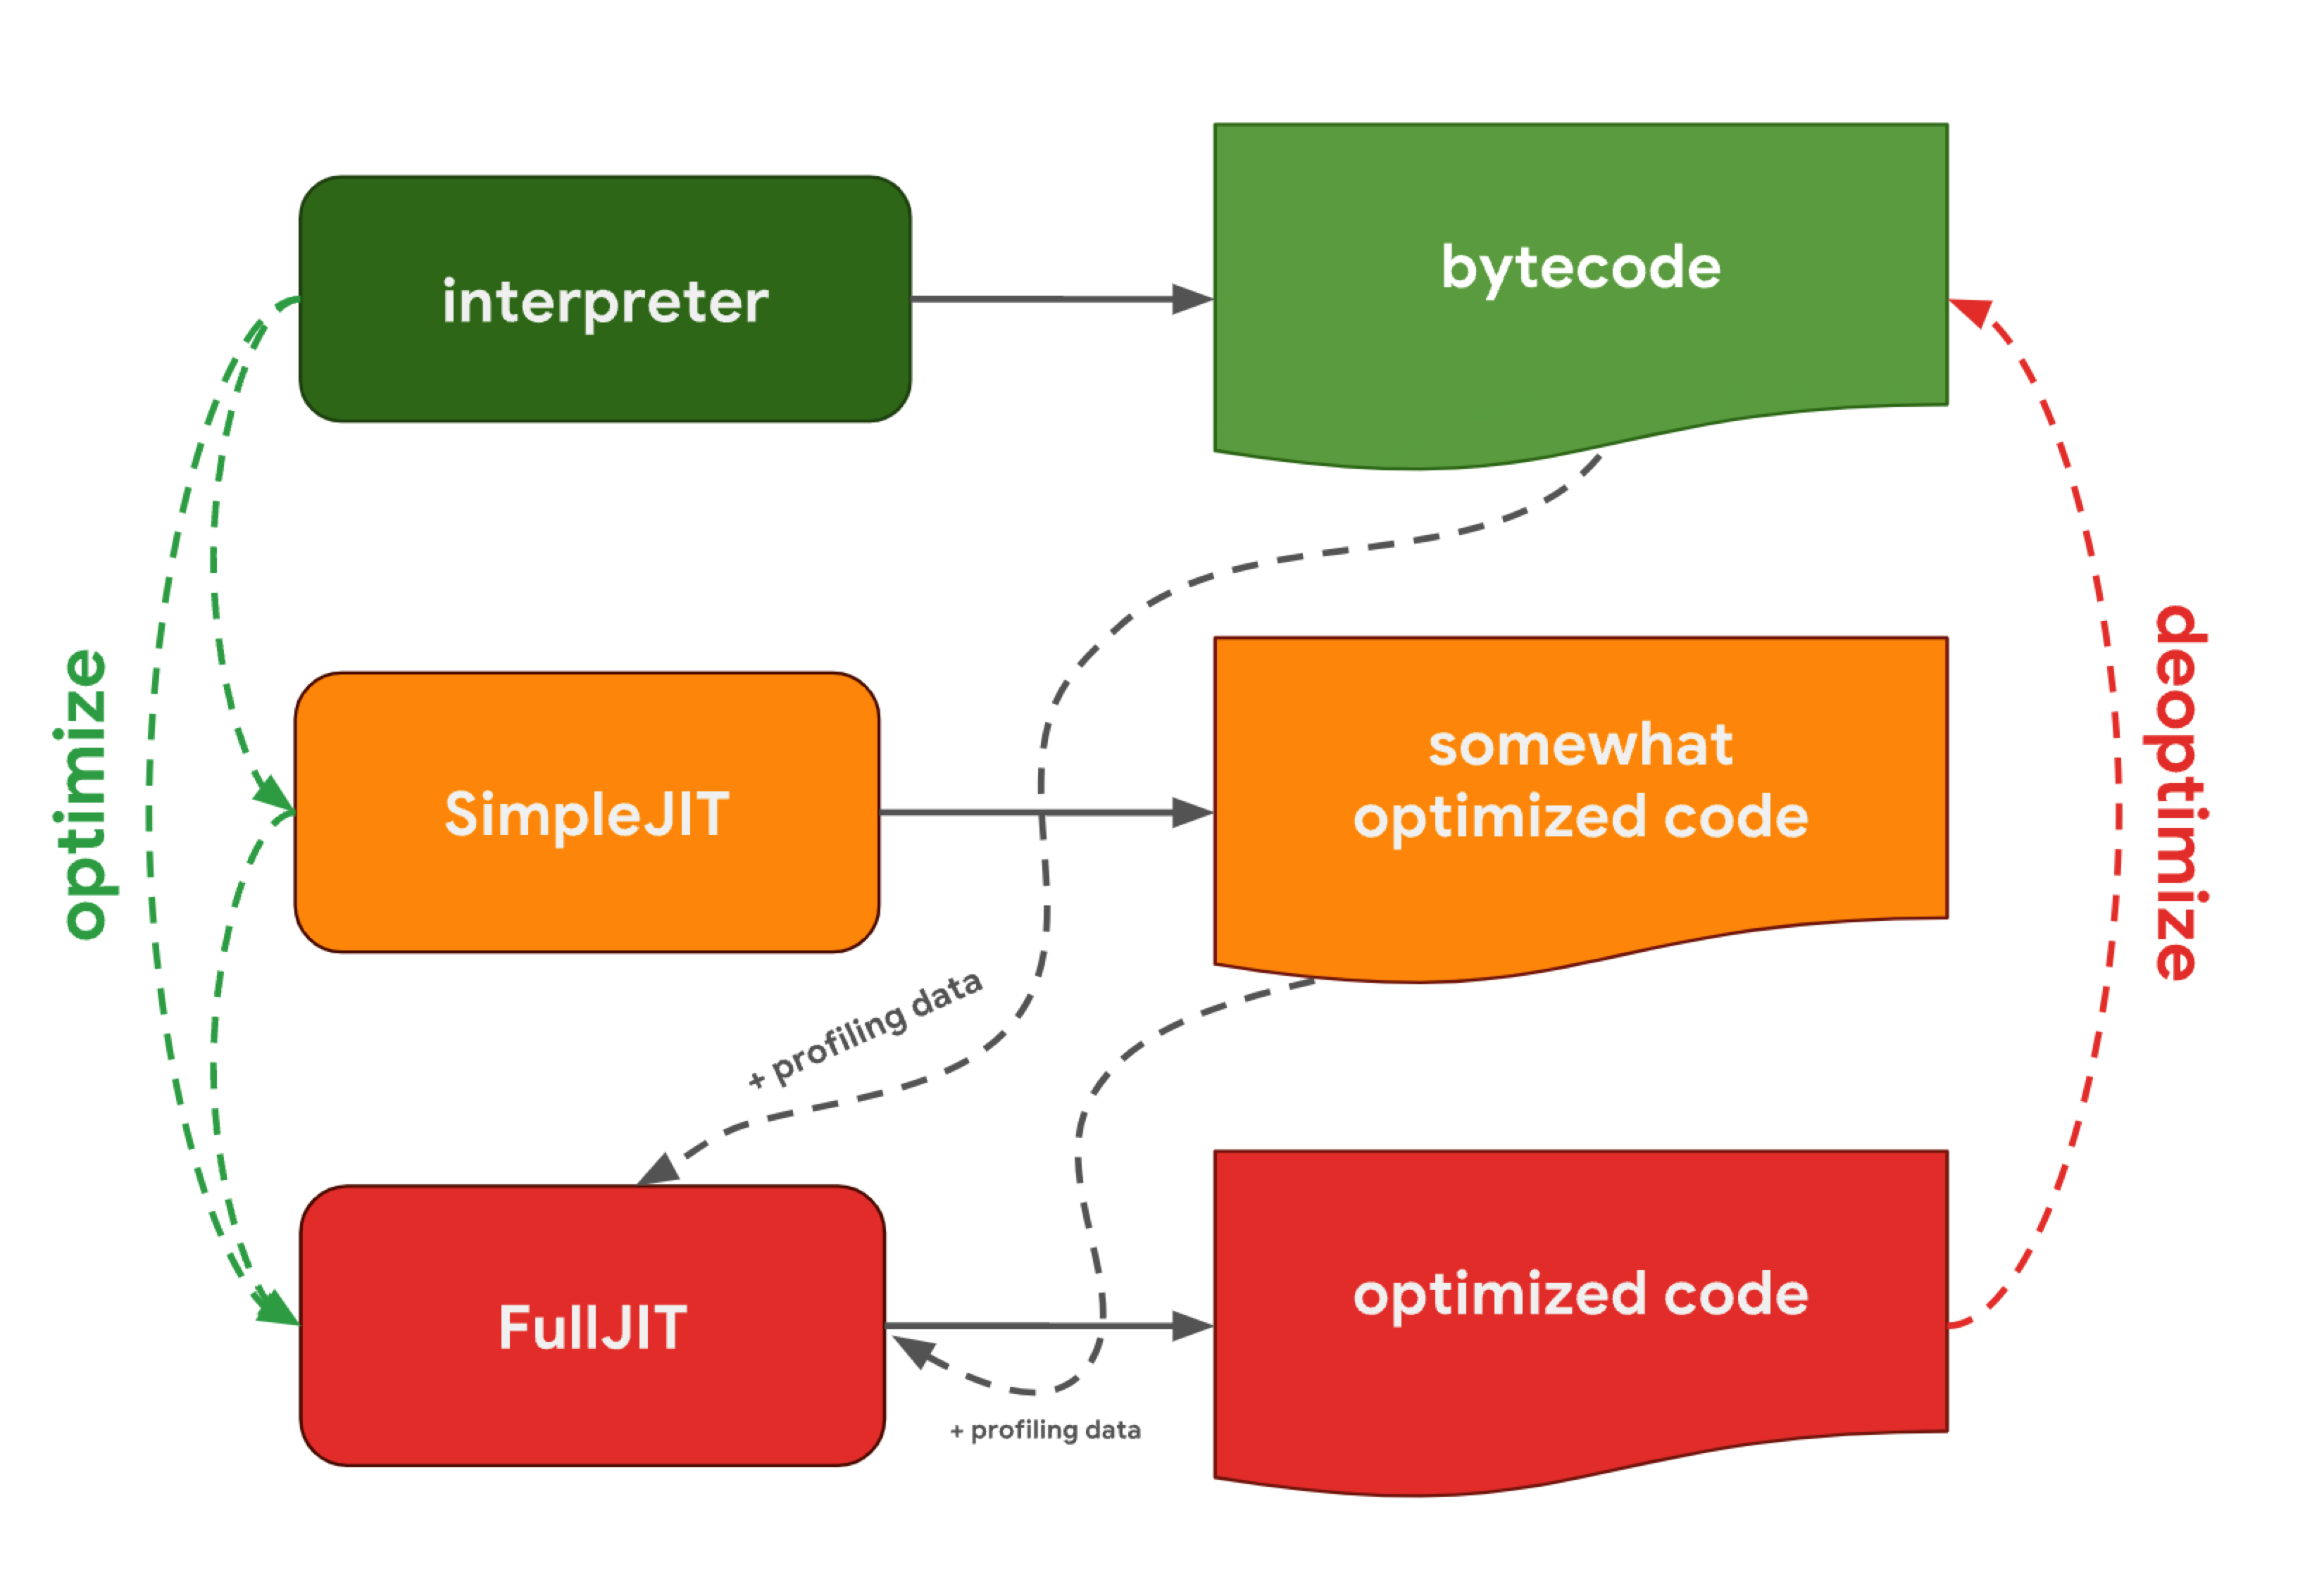 interpreter
bytecode
optimize
SimpleJIT
somewhat
optimized code
deoptimize
+ profiling data
FullJIT
optimized code
+ profiling data